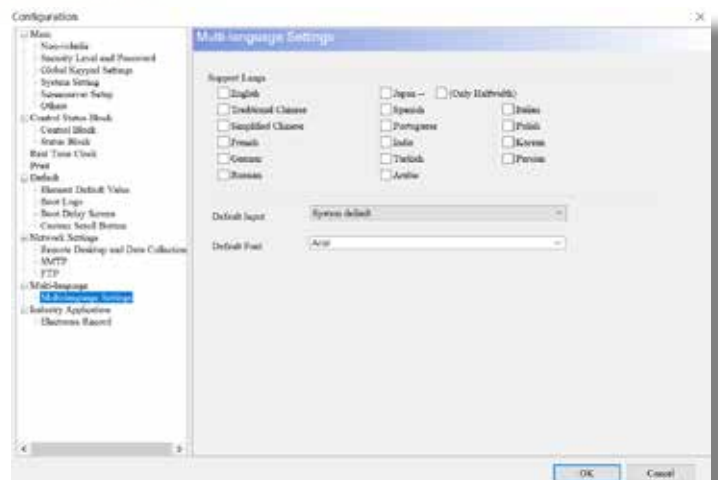 Configuration
Main
Non-volatile
Security Level and Password
Global Keypad Settings
System Setting
Others
Control Status Block
Control Block
Status Block
Real Time Clock
Print
Default
Element Default Value
Boot Logo
Boot Delay Screen
Custom Scroll Button
Network Settings
Remote Desktop and Data Collection
SMTP
FTP
Multi-language
Multi-language Settings
Industry Application
Electronic Record
Multi-language Settings
Support Langs
English
Japan -- (Only Halfwidth)
Traditional Chinese
Spanish
Italian
Simplified Chinese
Portuguese
Polish
French
India
Korean
German
Turkish
Persian
Russian
Arabic
Default Input
System default
Default Font
Arial
OK
Cancel